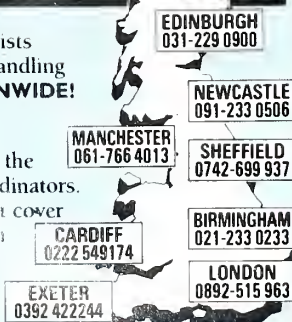 EDINBURGH
031-229 0900
ists
andling
NWIDE!
NEWCASTLE
091-233 0506
MANCHESTER
061-766 4013
the
SHEFFIELD
0742-699 937
dinators.
t cover
BIRMINGHAM
021-233 0233
CARDIFF
0222 549174
LONDON
0892-515 963
EXETER
0392 422244